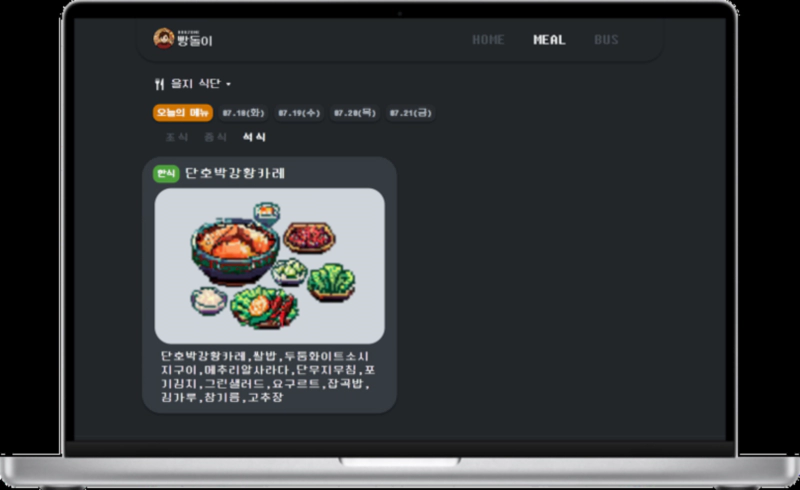 빵돌이
HOME MEAL BUS
을지 식단
오늘의 메뉴 07.18(화) 07.19(수) 07.20(목) 07.21(금)
조식 중식 석식
한식 단호박강황카레
단호박강황카레,쌀밥,두툼화이트소시
지구이,메추리알사라다,단무지무침,포
기김치,그린샐러드,요구르트,잡곡밥,
김가루,참기름,고추장